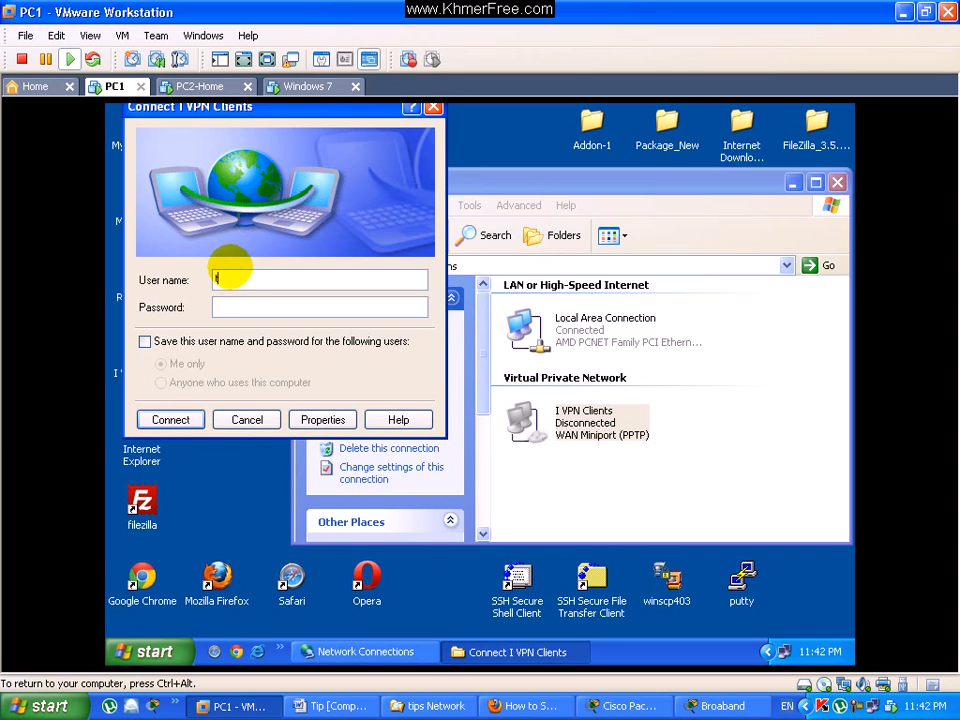 PC1 - VMware Workstation
www.KhmerFree.com
File Edit View VM Team Windows Help
Home PC1 PC2-Home Windows 7
Connect I VPN Clients
Addon-1
Package_New
Internet Downlo...
FileZilla_3.5....
Tools Advanced Help
Search Folders
Go
User name:
Password:
Save this user name and password for the following users:
Me only
Anyone who uses this computer
Connect Cancel Properties Help
LAN or High-Speed Internet
Local Area Connection
Connected
AMD PCNET Family PCI Ethern...
Virtual Private Network
I VPN Clients
Disconnected
WAN Miniport (PPTP)
Delete this connection
Change settings of this
connection
Other Places
Internet
Explorer
filezilla
Google Chrome
Mozilla Firefox
Safari
Opera
SSH Secure
Shell Client
SSH Secure File
Transfer Client
winscp403
putty
start Network Connections Connect I VPN Clients 11:42 PM
To return to your computer, press Ctrl+Alt.
start PC1 - VM... Tip [Comp... tips Network How to S... Cisco Pac... Broaband EN 11:42 PM